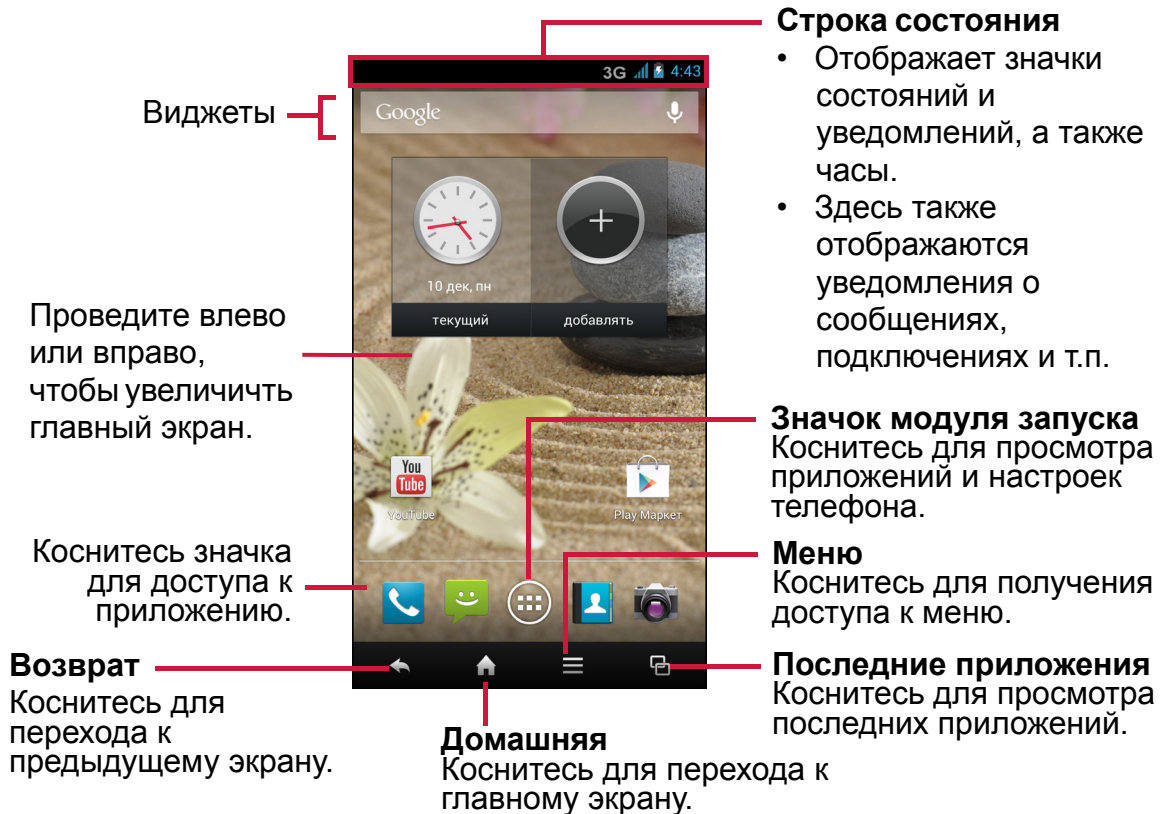 Строка состояния
• Отображает значки
состояний и
уведомлений, а также
часы.
• Здесь также
отображаются
уведомления о
сообщениях,
подключениях и т.п.
3G 4:43
Виджеты
Google
10 дек, пн
текущий
добавлять
Проведите влево
или вправо,
чтобы увеличичть
главный экран.
Значок модуля запуска
Коснитесь для просмотра
приложений и настроек
телефона.
You
Tube
YouTube
Play Маркет
Коснитесь значка
для доступа к
приложению.
Меню
Коснитесь для получения
доступа к меню.
Возврат
Коснитесь для
перехода к
предыдущему экрану.
Последние приложения
Коснитесь для просмотра
последних приложений.
Домашняя
Коснитесь для перехода к
главному экрану.